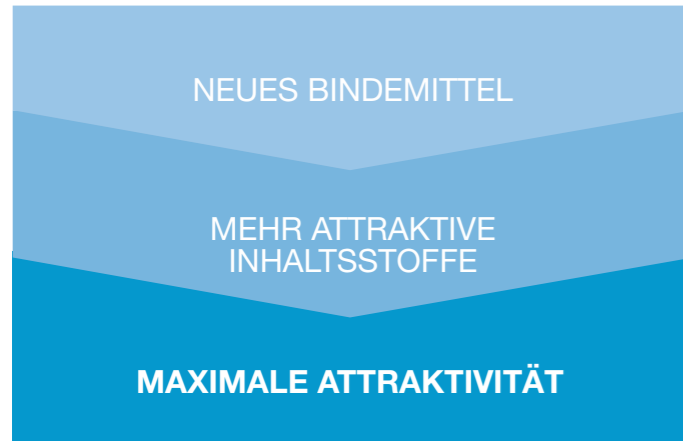 NEUES BINDEMITTEL
MEHR ATTRAKTIVE
INHALTSSTOFFE
MAXIMALE ATTRAKTIVITÄT